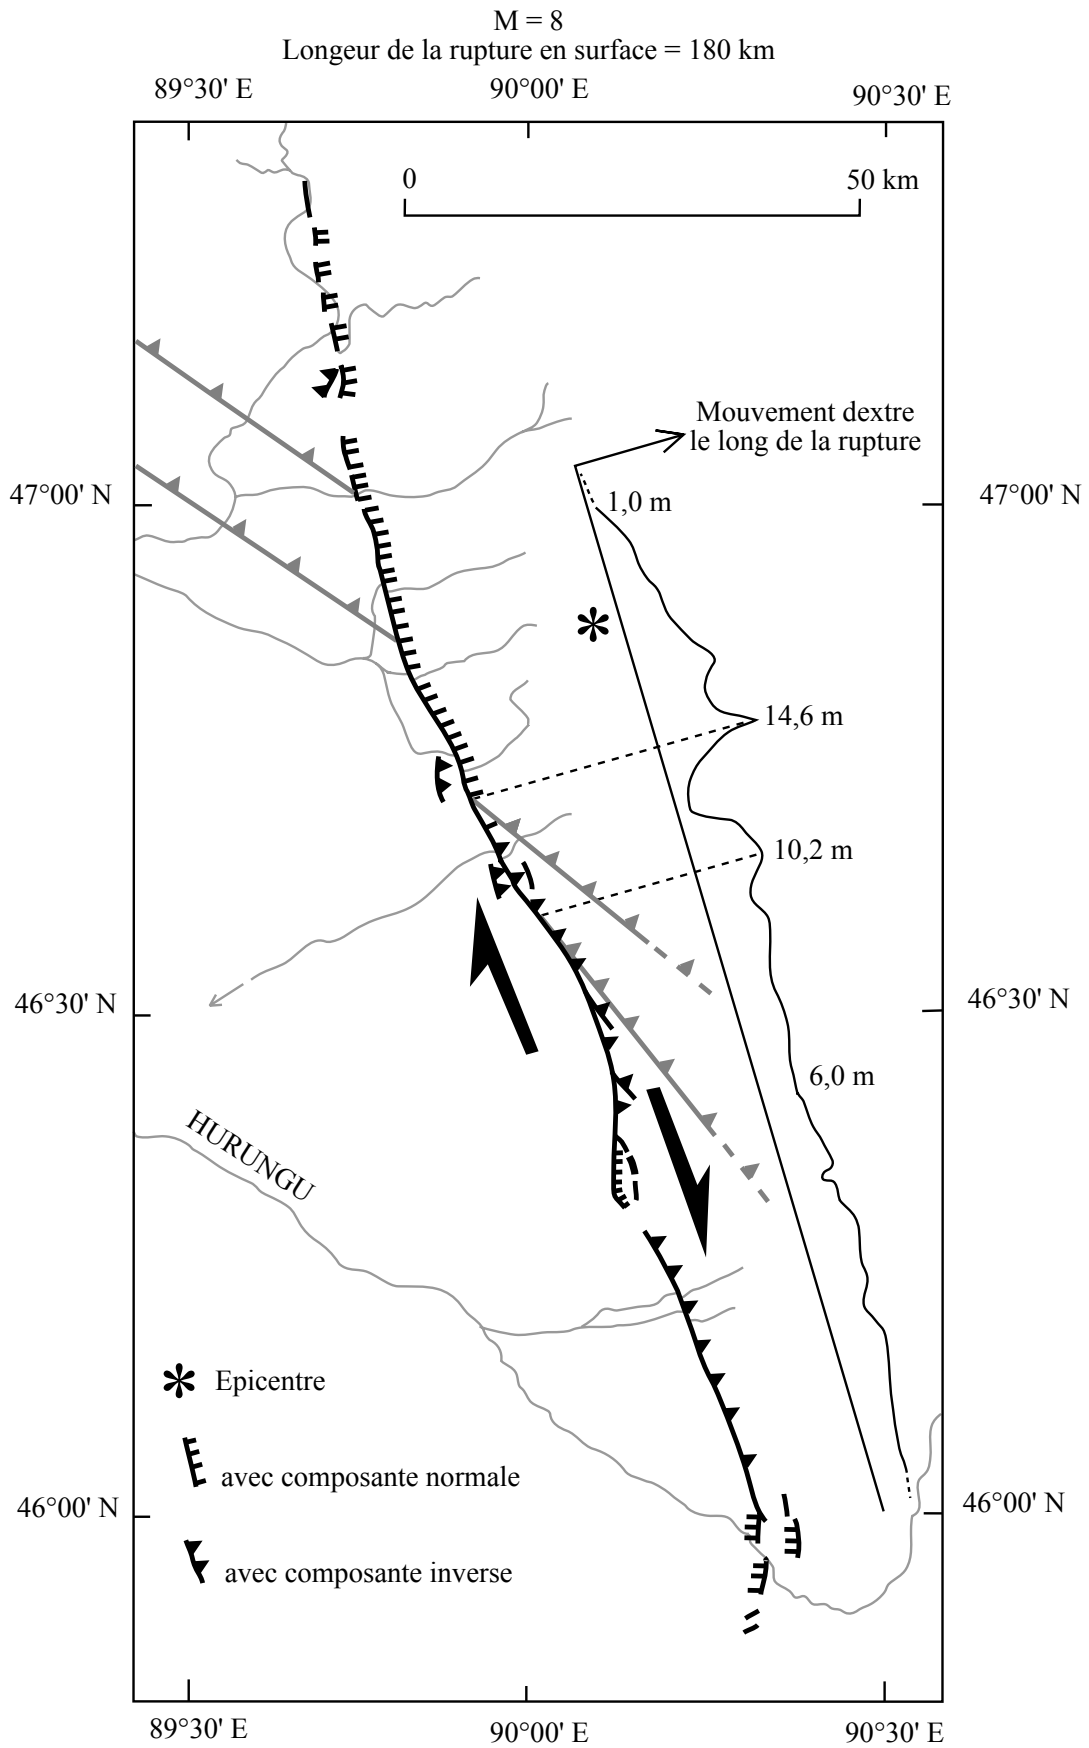 M = 8
Longeur de la rupture en surface = 180 km
89°30' E
90°00' E
90°30' E
0
50 km
Mouvement dextre
le long de la rupture
47°00' N
1,0 m
47°00' N
14,6 m
10,2 m
46°30' N
46°30' N
6,0 m
HURUNGU
Epicentre
avec composante normale
46°00' N
46°00' N
avec composante inverse
89°30' E
90°00' E
90°30' E